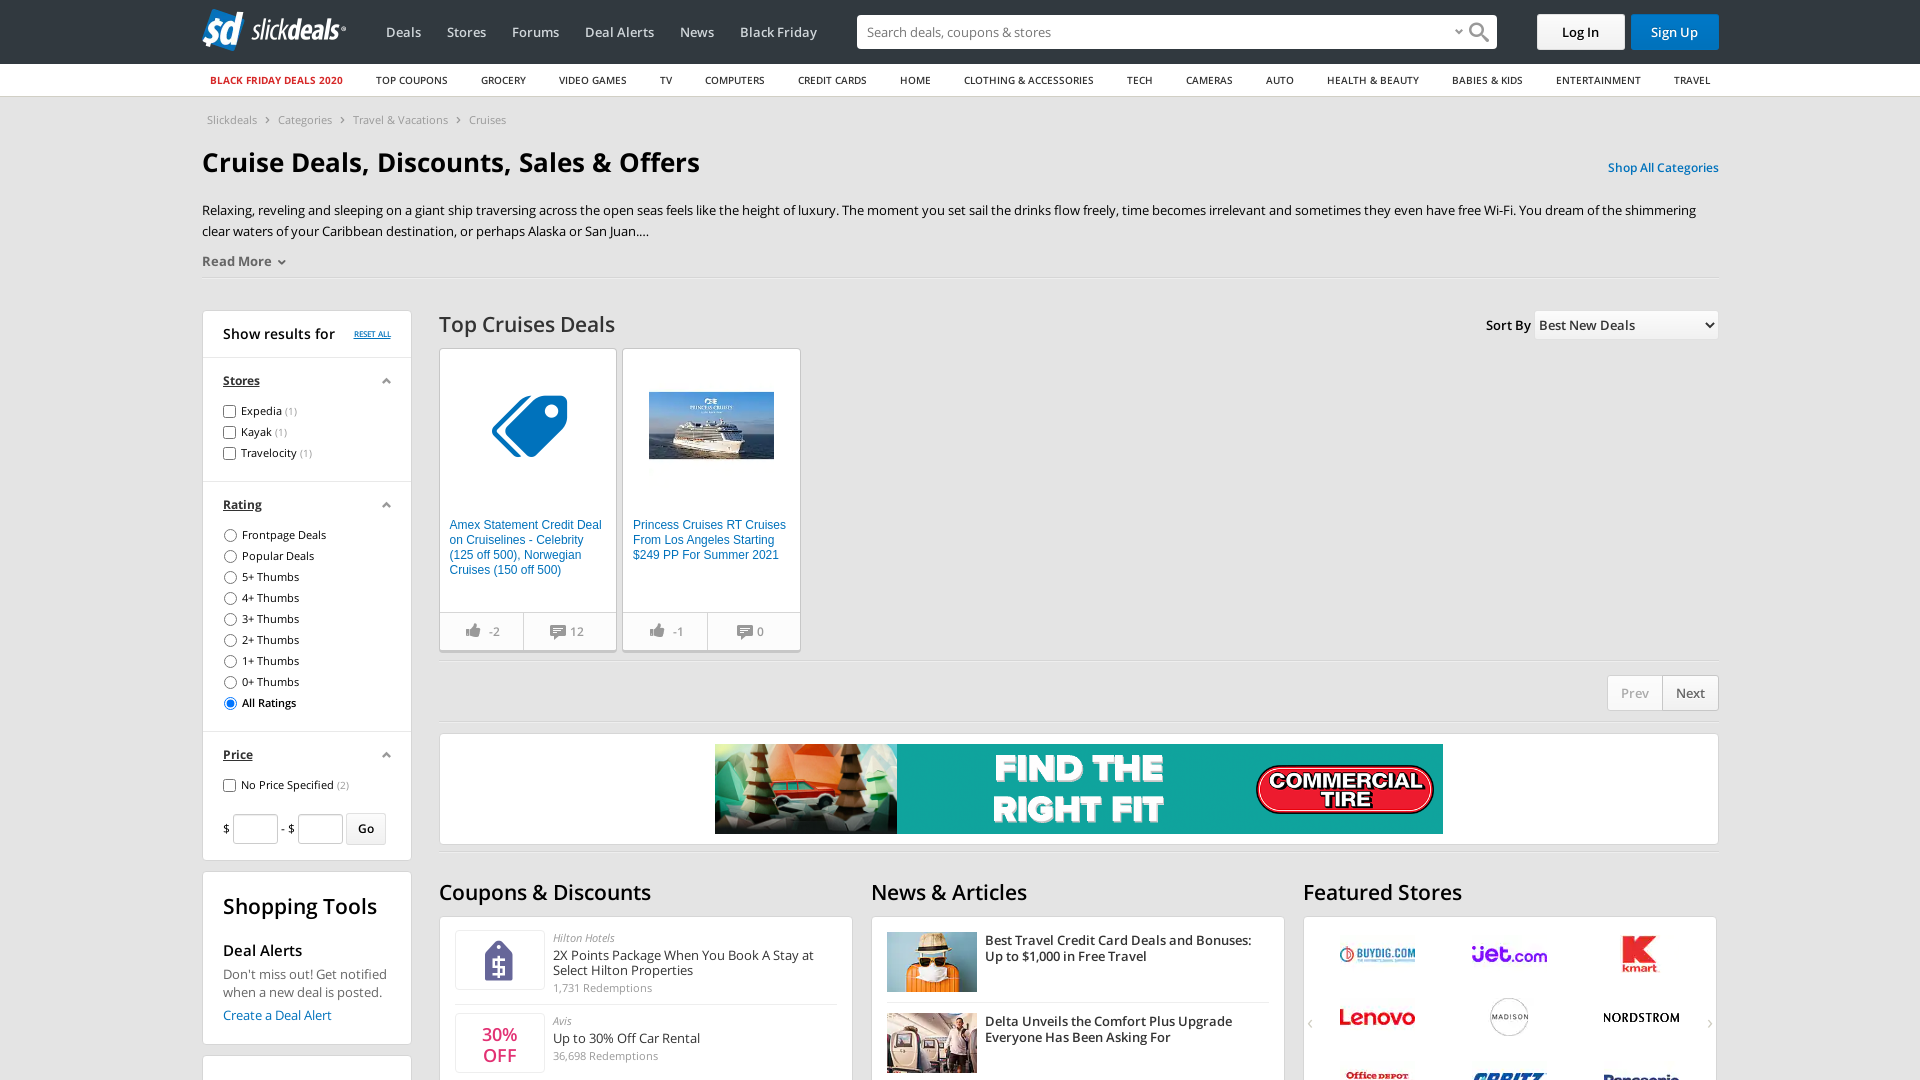 slickdeals
Deals
Stores
Forums
Deal Alerts
News
Black Friday
Search deals, coupons & stores
Log In
Sign Up
BLACK FRIDAY DEALS 2020
TOP COUPONS
GROCERY
VIDEO GAMES
TV
COMPUTERS
CREDIT CARDS
HOME
CLOTHING & ACCESSORIES
TECH
CAMERAS
AUTO
HEALTH & BEAUTY
BABIES & KIDS
ENTERTAINMENT
TRAVEL
Slickdeals › Categories › Travel & Vacations › Cruises
Cruise Deals, Discounts, Sales & Offers
Shop All Categories
Relaxing, reveling and sleeping on a giant ship traversing across the open seas feels like the height of luxury. The moment you set sail the drinks flow freely, time becomes irrelevant and sometimes they even have free Wi-Fi. You dream of the shimmering
clear waters of your Caribbean destination, or perhaps Alaska or San Juan....
Read More
Show results for
RESET ALL
Stores
Expedia (1)
Kayak (1)
Travelocity (1)
Rating
Frontpage Deals
Popular Deals
5+ Thumbs
4+ Thumbs
3+ Thumbs
2+ Thumbs
1+ Thumbs
0+ Thumbs
All Ratings
Price
No Price Specified (2)
$ - $ Go
Shopping Tools
Deal Alerts
Don't miss out! Get notified
when a new deal is posted.
Create a Deal Alert
Top Cruises Deals
Sort By Best New Deals
Amex Statement Credit Deal
on Cruiselines - Celebrity
(125 off 500), Norwegian
Cruises (150 off 500)
-2
12
PRINCESS CRUISES
Princess Cruises RT Cruises
From Los Angeles Starting
$249 PP For Summer 2021
-1
0
Prev
Next
FIND THE
RIGHT FIT
COMMERCIAL
TIRE
Coupons & Discounts
Hilton Hotels
2X Points Package When You Book A Stay at
Select Hilton Properties
1,731 Redemptions
30%
OFF
Avis
Up to 30% Off Car Rental
36,698 Redemptions
News & Articles
Best Travel Credit Card Deals and Bonuses:
Up to $1,000 in Free Travel
Delta Unveils the Comfort Plus Upgrade
Everyone Has Been Asking For
Featured Stores
BUYDIG.COM
Jet.com
kmart
Lenovo
MADISON
NORDSTROM
Office DEPOT
ORBITZ
Panasonic